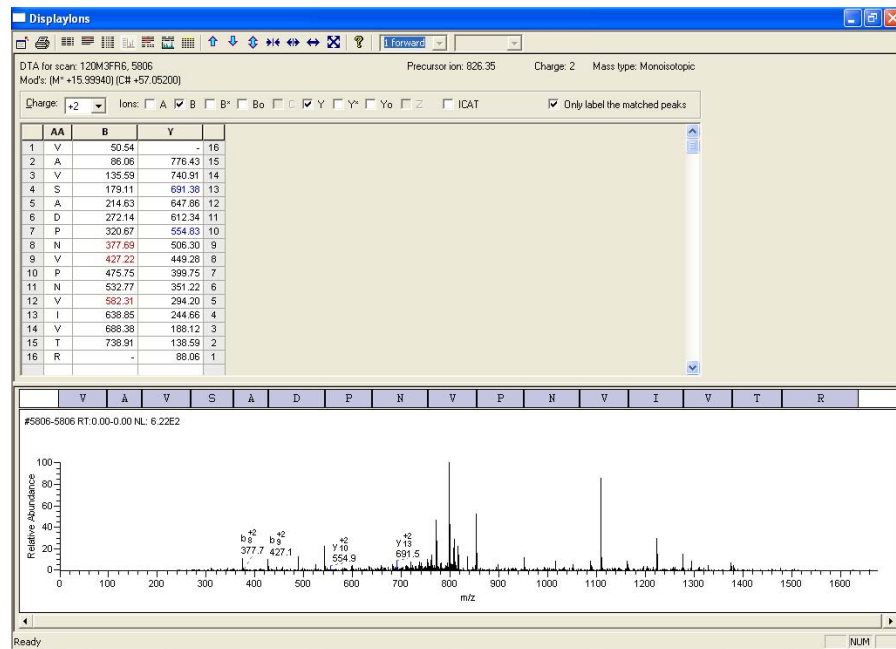 DisplayIons
1 forward
DTA for scan: 120M3FR6, 5806 Precursor ion: 826.35 Charge: 2 Mass type: Monoisotopic
Mod's: (M* +15.99940) (C# +57.05200)
Charge: +2 Ions: A B B* Bo C Y Y* Yo Z ICAT Only label the matched peaks
AA B Y
1 V 50.54 - 16
2 A 86.06 776.43 15
3 V 135.59 740.91 14
4 S 179.11 691.38 13
5 A 214.63 647.86 12
6 D 272.14 612.34 11
7 P 320.67 554.83 10
8 N 377.69 506.30 9
9 V 427.22 449.28 8
10 P 475.75 399.75 7
11 N 532.77 351.22 6
12 V 582.31 294.20 5
13 I 638.85 244.66 4
14 V 688.38 188.12 3
15 T 738.91 138.59 2
16 R - 88.06 1
V A V S A D P N V P N V I V T R
#5806-5806 RT:0.00-0.00 NL: 6.22E2
100
80
60
40
20
0
Relative Abundance
b8+2 377.7
b9+2 427.1
y10+2 554.9
y13+2 691.5
0 100 200 300 400 500 600 700 800 900 1000 1100 1200 1300 1400 1500 1600
m/z
Ready NUM